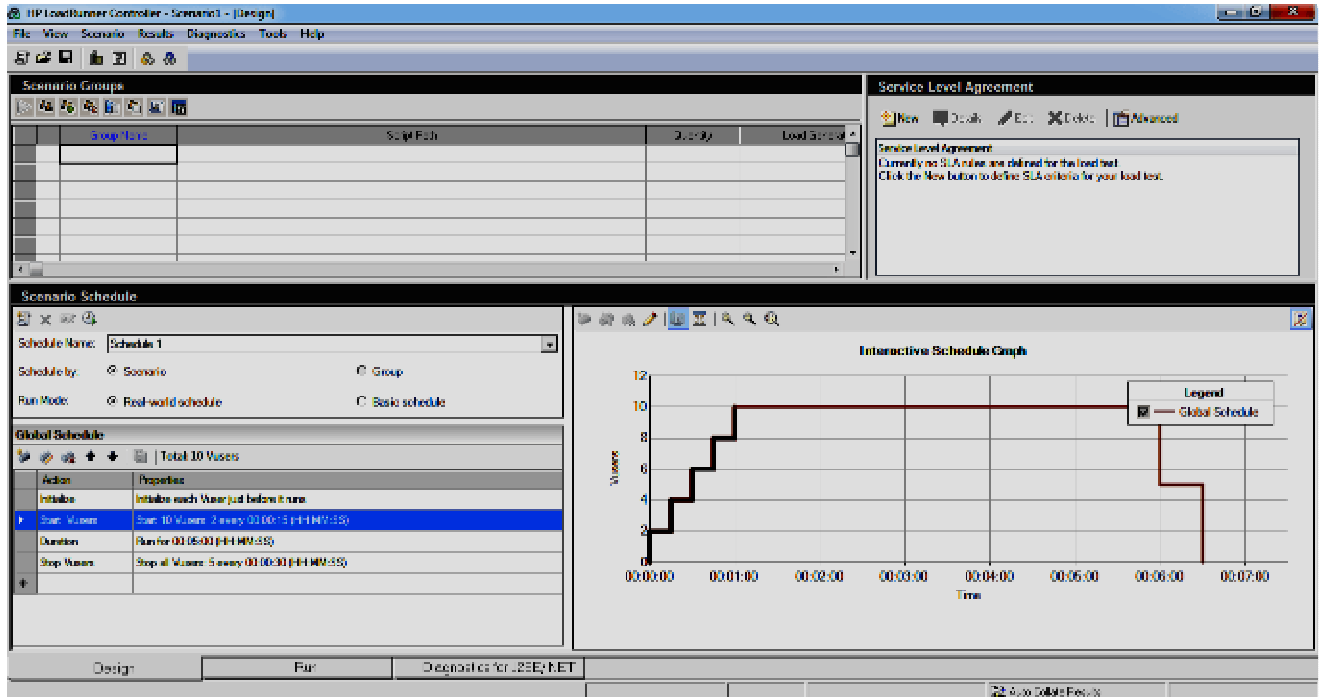 HP LoadRunner Controller - Scenario1 - [Design]
File View Scenario Results Diagnostics Tools Help
Scenario Groups
Group Name Script Path Quantity Load Generat
Service Level Agreement
New Details Edit Delete Advanced
Service Level Agreement
Currently no SLA rules are defined for the load test.
Click the New button to define SLA criteria for your load test.
Scenario Schedule
Schedule Name: Schedule 1
Schedule by: Scenario Group
Run Mode: Real-world schedule Basic schedule
Global Schedule
Total: 10 Vusers
Action Properties
Initialize Initialize each Vuser just before it runs
Start Vusers Start 10 Vusers: 2 every 00:00:15 (HH:MM:SS)
Duration Run for 00:05:00 (HH:MM:SS)
Stop Vusers Stop all Vusers: 5 every 00:00:30 (HH:MM:SS)
Interactive Schedule Graph
Legend
Global Schedule
12
10
8
6
4
2
0
Vusers
00:00:00 00:01:00 00:02:00 00:03:00 00:04:00 00:05:00 00:06:00 00:07:00
Time
Design Run Diagnostics for J2EE/.NET
Auto Collate Results